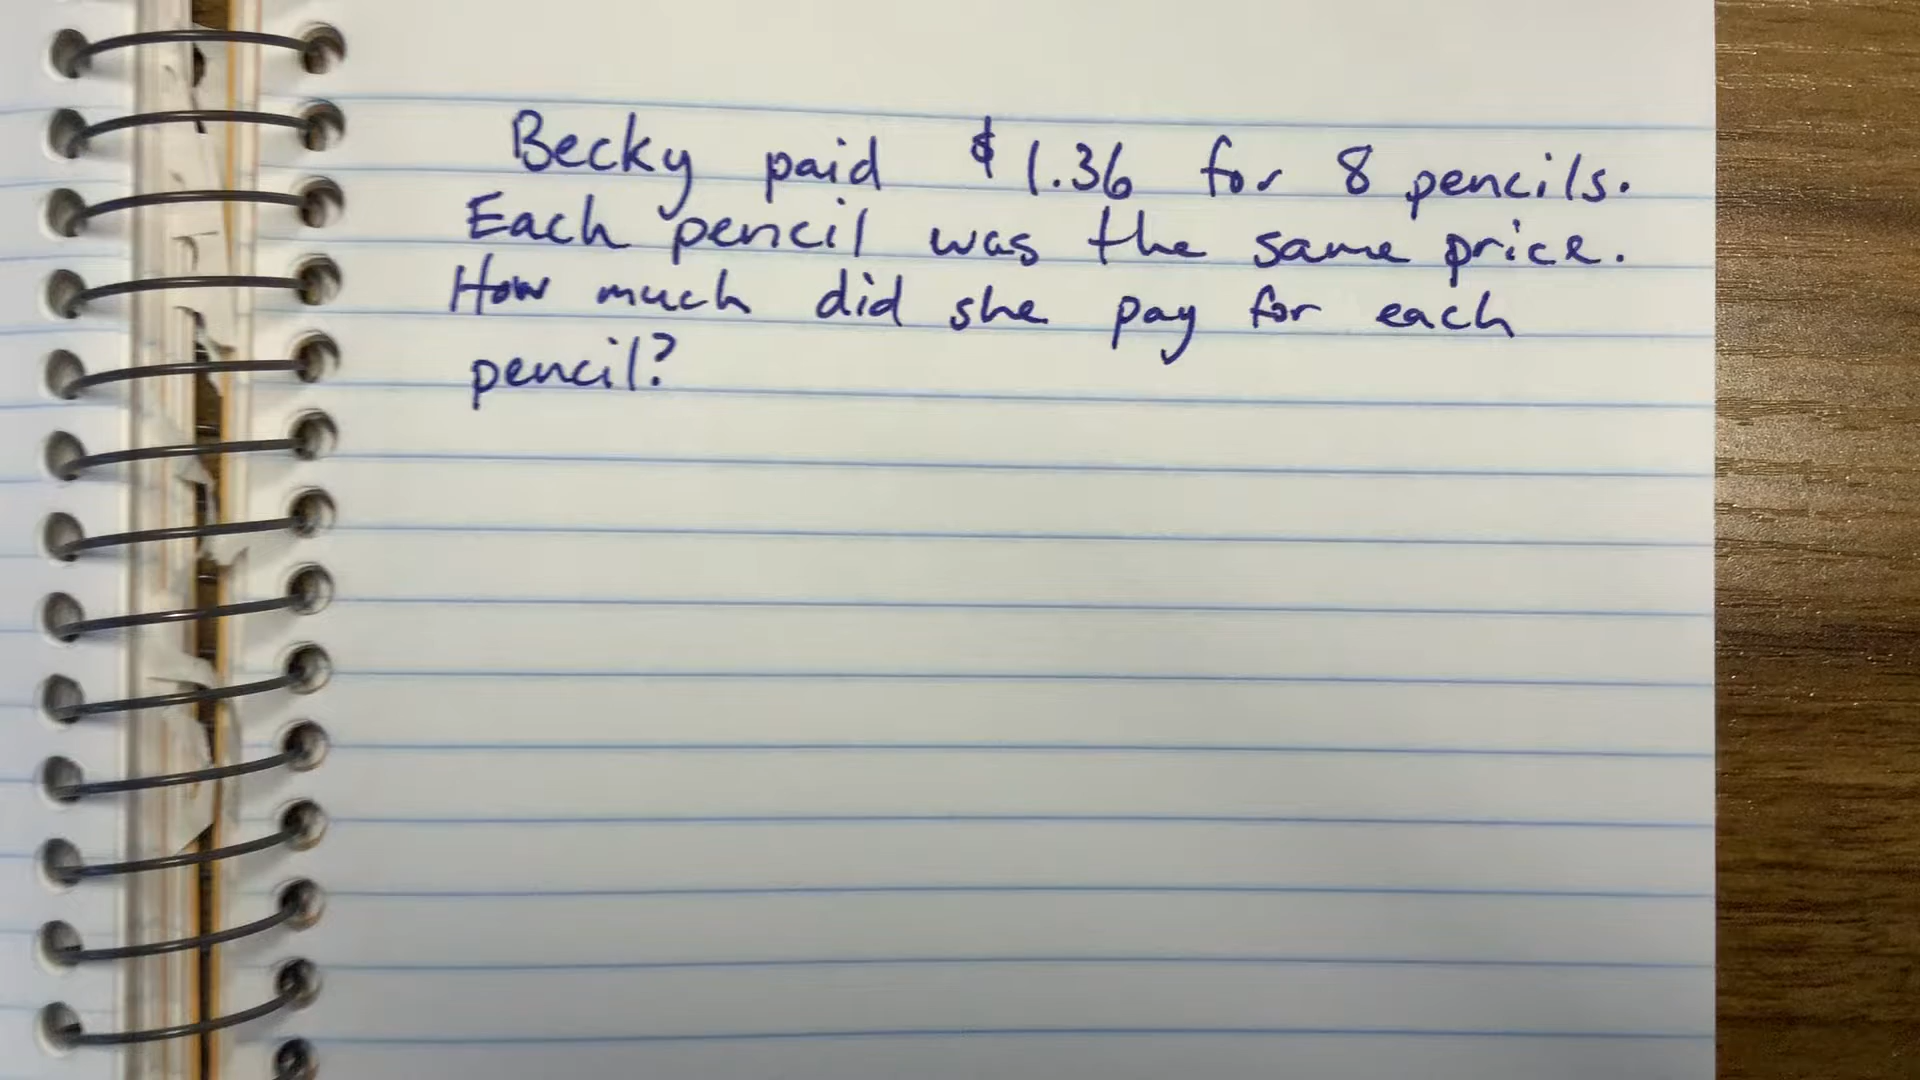 Becky paid $1.36 for 8 pencils.
Each pencil was the same price.
How much did she pay for each
pencil?